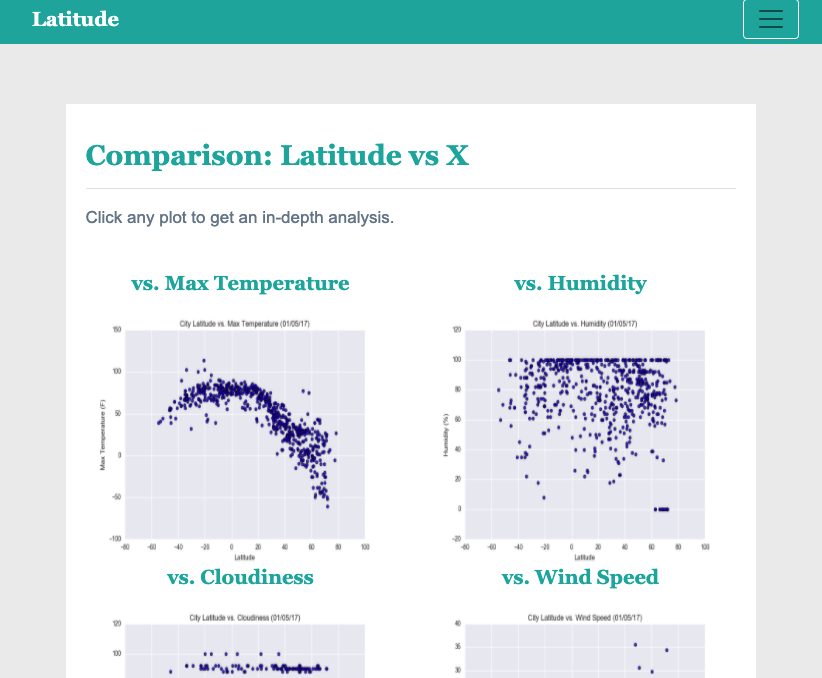 Latitude
Comparison: Latitude vs X
Click any plot to get an in-depth analysis.
vs. Max Temperature
vs. Humidity
City Latitude vs. Max Temperature (01/05/17)
150
100
50
0
−50
−100
Max Temperature (F)
−80 −60 −40 −20 0 20 40 60 80 100
Latitude
City Latitude vs. Humidity (01/05/17)
120
100
80
60
40
20
0
−20
Humidity (%)
−80 −60 −40 −20 0 20 40 60 80 100
Latitude
vs. Cloudiness
vs. Wind Speed
City Latitude vs. Cloudiness (01/05/17)
120
100
City Latitude vs. Wind Speed (01/05/17)
40
35
30